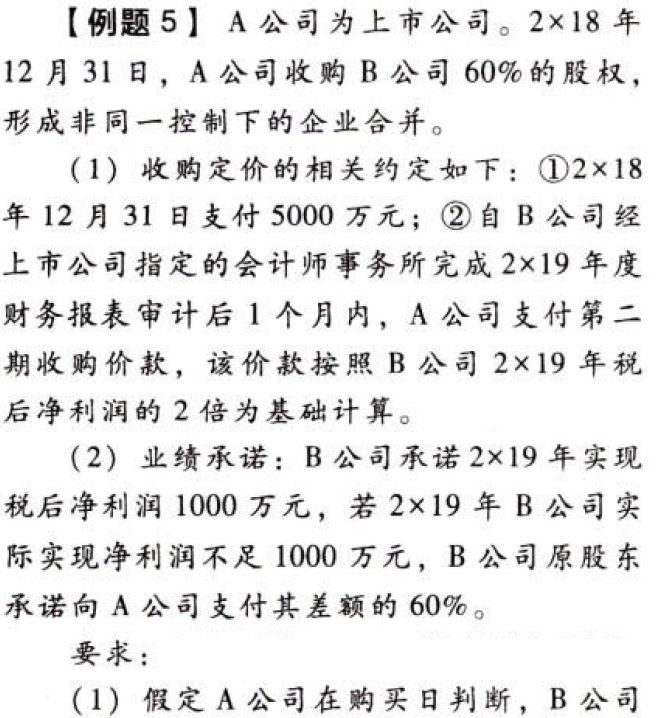 【例题5】 A公司为上市公司。2×18年
12月31日，A公司收购B公司60%的股权，
形成非同一控制下的企业合并。
（1）收购定价的相关约定如下：①2×18
年12月31日支付5000万元；②自B公司经
上市公司指定的会计师事务所完成2×19年度
财务报表审计后1个月内，A公司支付第二
期收购价款，该价款按照B公司2×19年税
后净利润的2倍为基础计算。
（2）业绩承诺：B公司承诺2×19年实现
税后净利润1000万元，若2×19年B公司实
际实现净利润不足1000万元，B公司原股东
承诺向A公司支付其差额的60%。
要求：
（1）假定A公司在购买日判断，B公司